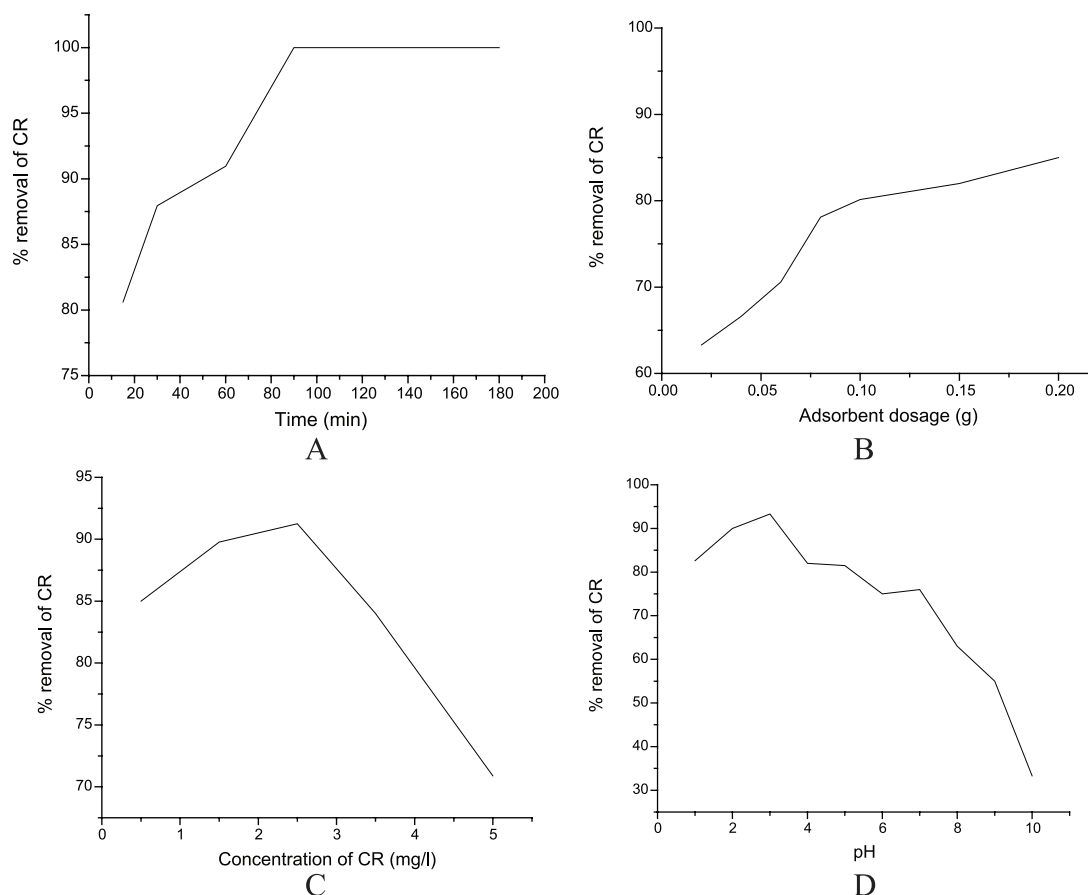 100
95
90
85
80
75
% removal of CR
0 20 40 60 80 100 120 140 160 180 200
Time (min)
A
100
90
80
70
60
% removal of CR
0.00 0.05 0.10 0.15 0.20
Adsorbent dosage (g)
B
95
90
85
80
75
70
% removal of CR
0 1 2 3 4 5
Concentration of CR (mg/l)
C
100
90
80
70
60
50
40
30
% removal of CR
0 2 4 6 8 10
pH
D